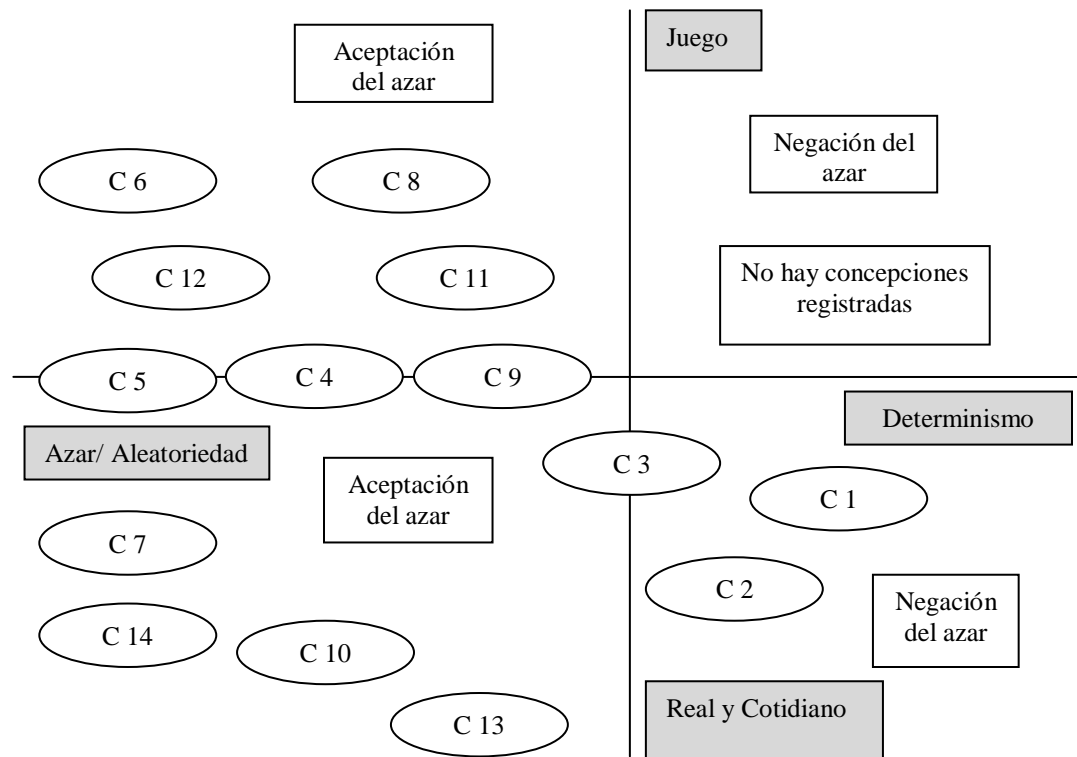 Juego
Aceptación
del azar
Negación del
azar
C 6
C 8
C 12
C 11
No hay concepciones
registradas
C 5
C 4
C 9
Determinismo
Azar/ Aleatoriedad
C 3
Aceptación
del azar
C 1
C 7
C 2
Negación
del azar
C 14
C 10
Real y Cotidiano
C 13